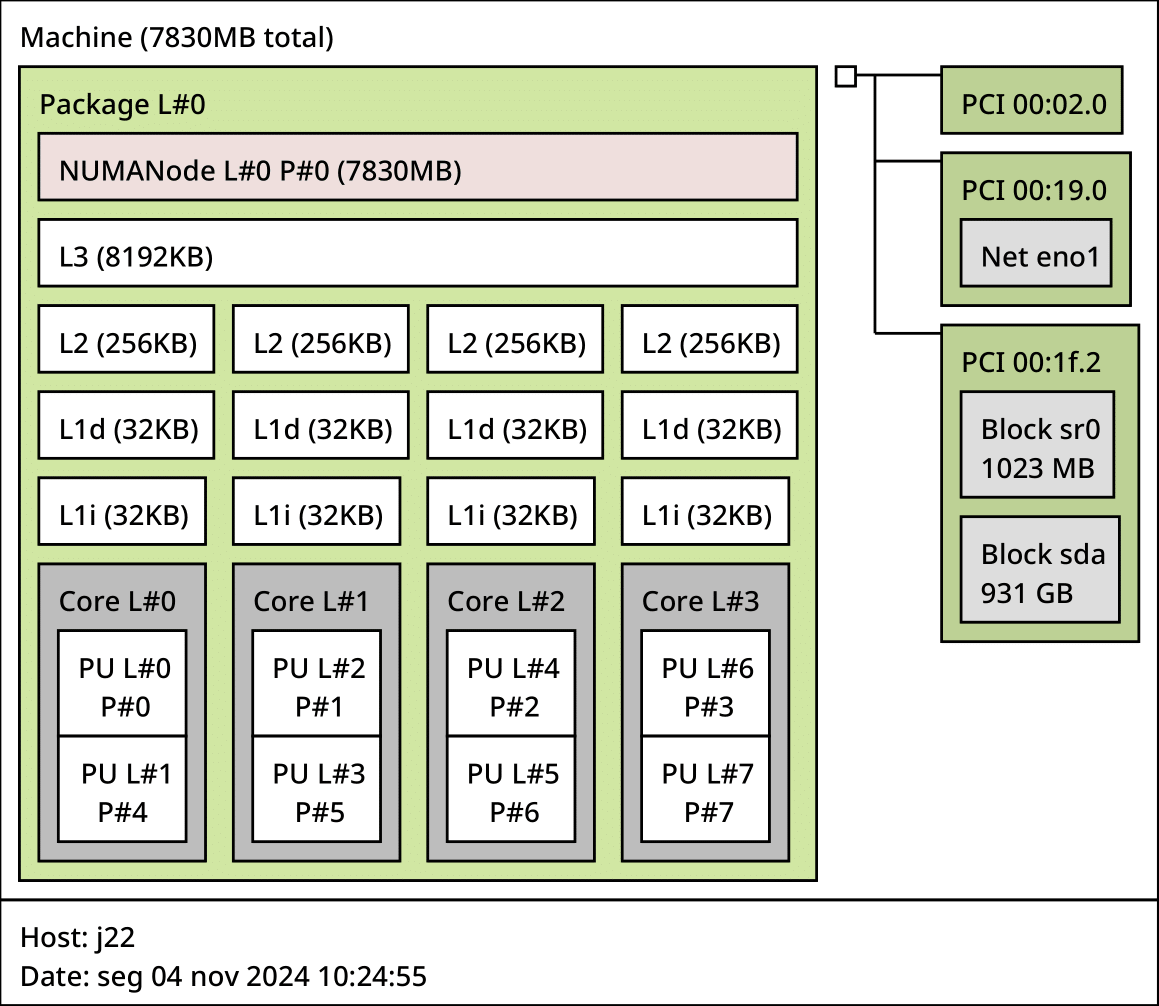 Machine (7830MB total)
Package L#0
NUMANode L#0 P#0 (7830MB)
L3 (8192KB)
L2 (256KB) L2 (256KB) L2 (256KB) L2 (256KB)
L1d (32KB) L1d (32KB) L1d (32KB) L1d (32KB)
L1i (32KB) L1i (32KB) L1i (32KB) L1i (32KB)
Core L#0 Core L#1 Core L#2 Core L#3
PU L#0 PU L#2 PU L#4 PU L#6
P#0 P#1 P#2 P#3
PU L#1 PU L#3 PU L#5 PU L#7
P#4 P#5 P#6 P#7
PCI 00:02.0
PCI 00:19.0
Net eno1
PCI 00:1f.2
Block sr0
1023 MB
Block sda
931 GB
Host: j22
Date: seg 04 nov 2024 10:24:55